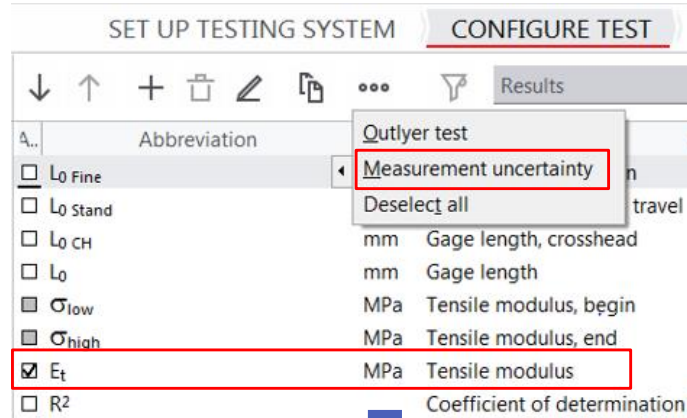 SET UP TESTING SYSTEM CONFIGURE TEST
Results
A.. Abbreviation
Outlyer test
Measurement uncertainty
Deselect all
L0 Fine n
L0 Stand travel
L0 CH mm Gage length, crosshead
L0 mm Gage length
σlow MPa Tensile modulus, begin
σhigh MPa Tensile modulus, end
Et MPa Tensile modulus
R2 Coefficient of determination